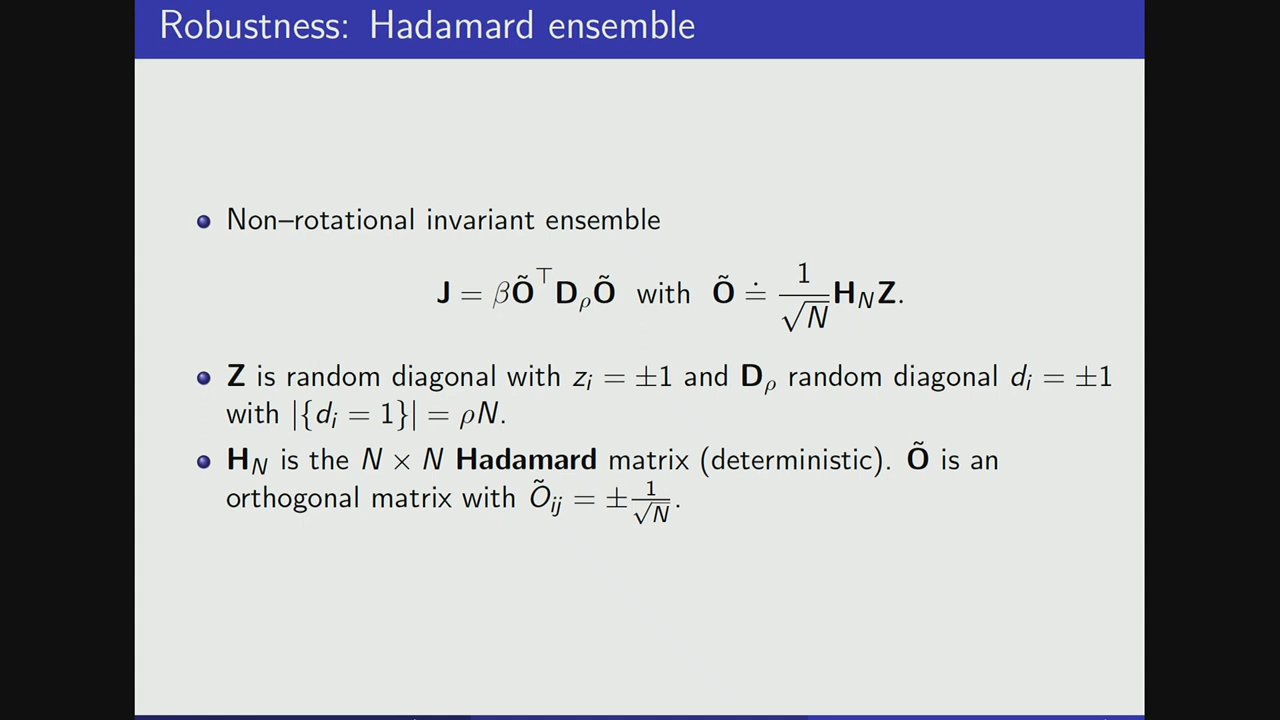 Robustness: Hadamard ensemble
Non–rotational invariant ensemble
J = βÕ⊤D_ρÕ with Õ ≐ 1/√N H_N Z.
Z is random diagonal with z_i = ±1 and D_ρ random diagonal d_i = ±1
with |{d_i = 1}| = ρN.
H_N is the N × N Hadamard matrix (deterministic). Õ is an
orthogonal matrix with Õ_ij = ± 1/√N.